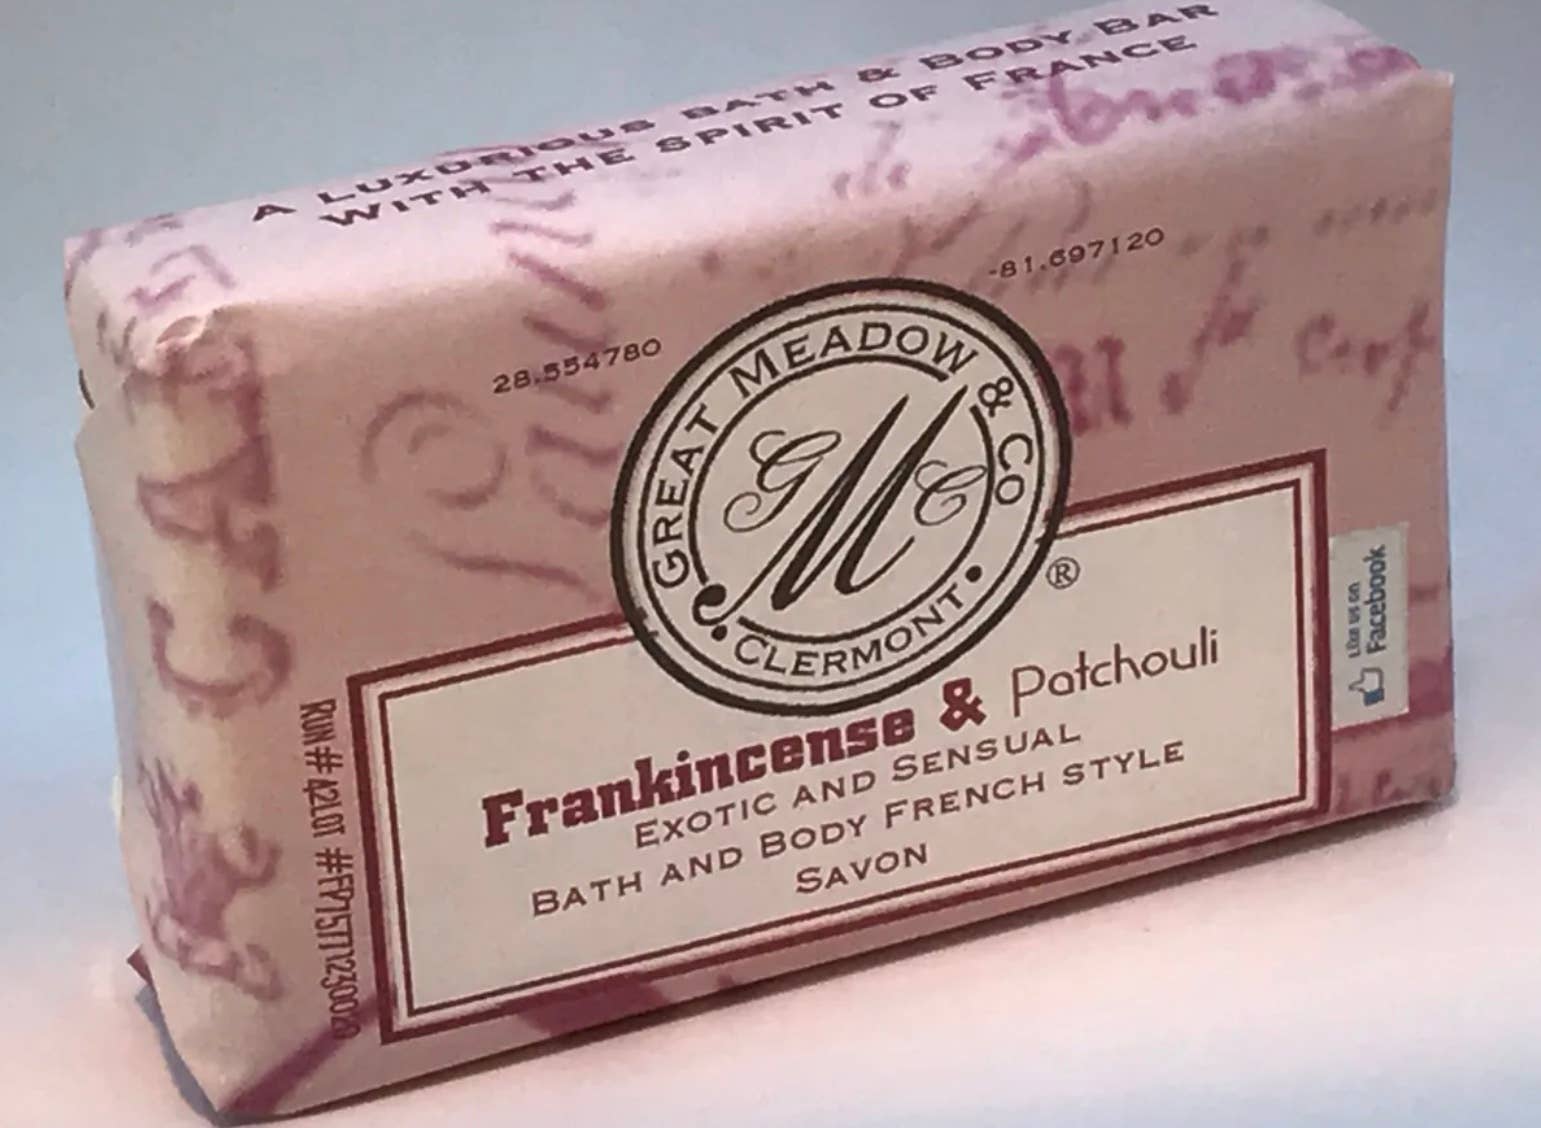 A LUXURIOUS BATH & BODY BAR
WITH THE SPIRIT OF FRANCE
28.554780
-81.697120
GREAT MEADOW & CO
GMC
CLERMONT
®
Frankincense & Patchouli
EXOTIC AND SENSUAL
BATH AND BODY FRENCH STYLE
SAVON
Like us on
Facebook
RUN# 42LOT #FP15771230020